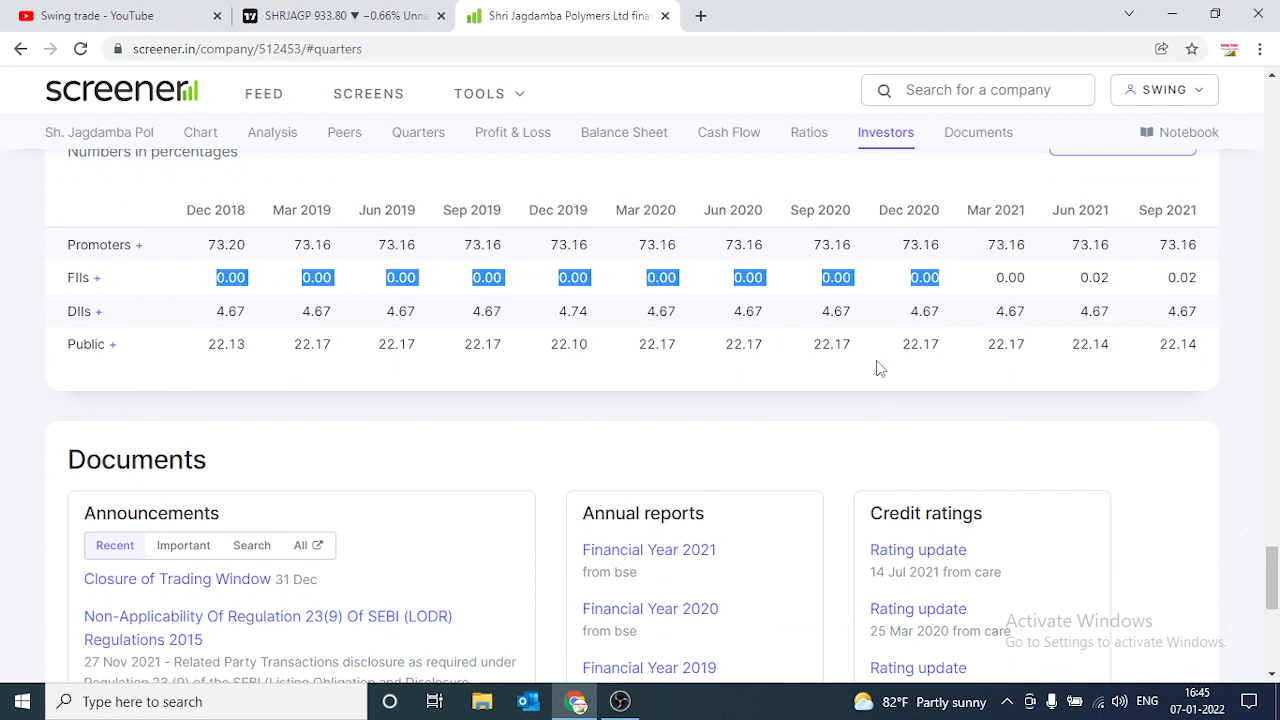 Swing trade - YouTube
SHRJAGP 933.80 ▼ −0.66% Unna
Shri Jagdamba Polymers Ltd finan
screener.in/company/512453/#quarters
screener
FEED SCREENS TOOLS
Search for a company
SWING
Sh. Jagdamba Pol Chart Analysis Peers Quarters Profit & Loss Balance Sheet Cash Flow Ratios Investors Documents Notebook
Numbers in percentages
Dec 2018 Mar 2019 Jun 2019 Sep 2019 Dec 2019 Mar 2020 Jun 2020 Sep 2020 Dec 2020 Mar 2021 Jun 2021 Sep 2021
Promoters + 73.20 73.16 73.16 73.16 73.16 73.16 73.16 73.16 73.16 73.16 73.16 73.16
FIIs + 0.00 0.00 0.00 0.00 0.00 0.00 0.00 0.00 0.00 0.00 0.02 0.02
DIIs + 4.67 4.67 4.67 4.67 4.74 4.67 4.67 4.67 4.67 4.67 4.67 4.67
Public + 22.13 22.17 22.17 22.17 22.10 22.17 22.17 22.17 22.17 22.17 22.14 22.14
Documents
Announcements
Recent Important Search All
Closure of Trading Window 31 Dec
Non-Applicability Of Regulation 23(9) Of SEBI (LODR)
Regulations 2015
27 Nov 2021 - Related Party Transactions disclosure as required under
Regulation 23 (9) of the SEBI (Listing Obligation and Disclosure
Annual reports
Financial Year 2021
from bse
Financial Year 2020
from bse
Financial Year 2019
Credit ratings
Rating update
14 Jul 2021 from care
Rating update
25 Mar 2020 from care
Rating update
Activate Windows
Go to Settings to activate Windows.
Type here to search
82°F Partly sunny
ENG
16:45
07-01-2022